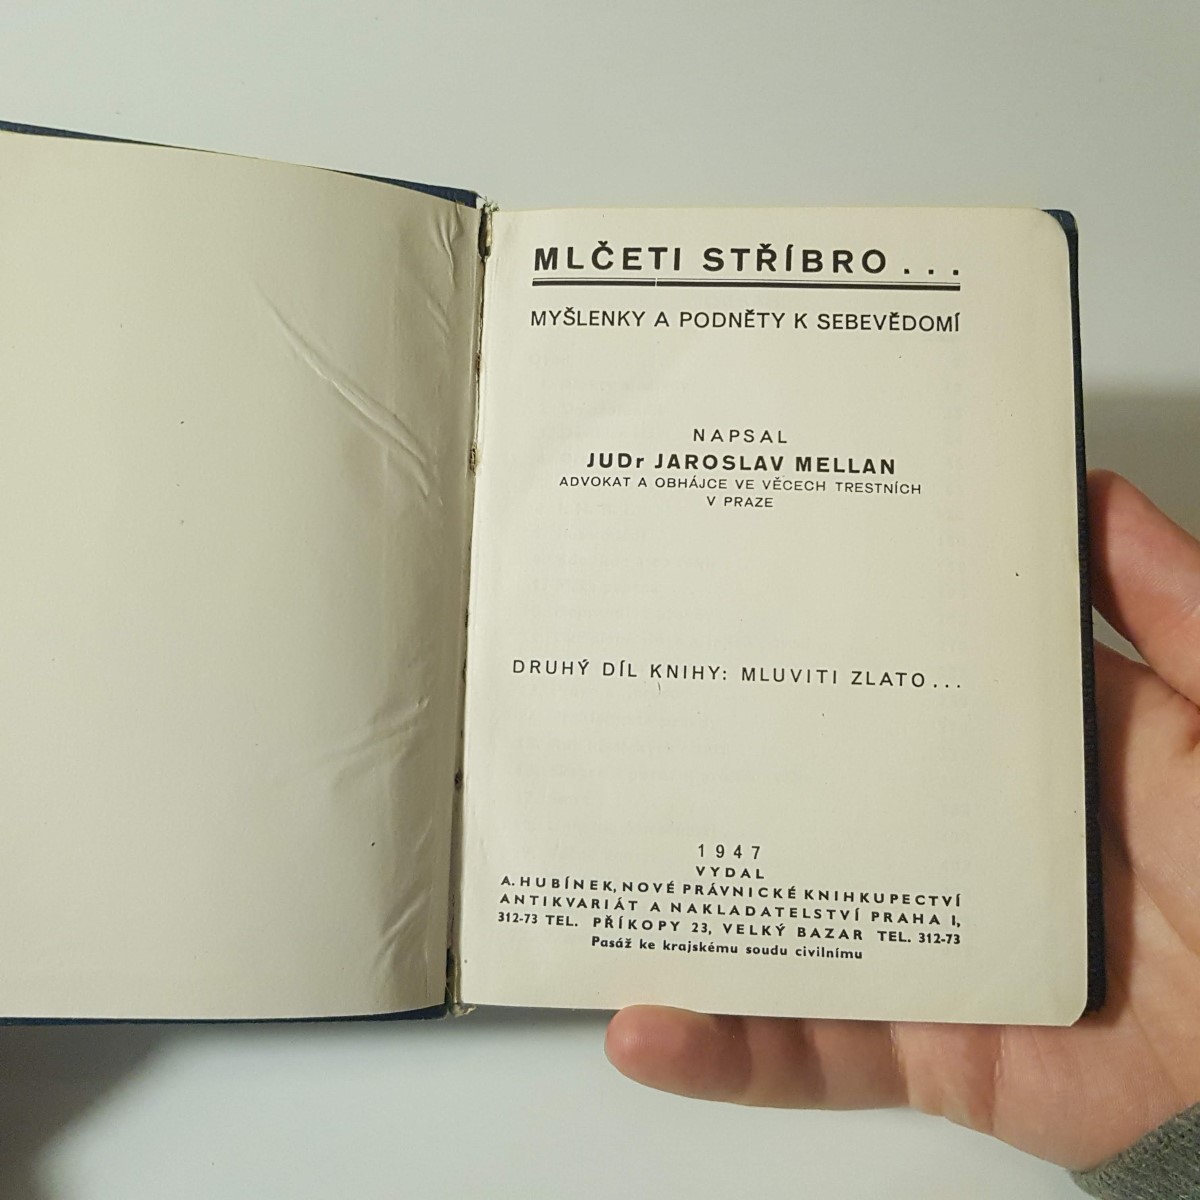 MLČETI STŘÍBRO...
MYŠLENKY A PODNĚTY K SEBEVĚDOMÍ
NAPSAL
JUDr JAROSLAV MELLAN
ADVOKAT A OBHÁJCE VE VĚCECH TRESTNÍCH
V PRAZE
DRUHÝ DÍL KNIHY: MLUVITI ZLATO...
1947
VYDAL
A. HUBÍNEK, NOVÉ PRÁVNICKÉ KNIHKUPECTVÍ
ANTIKVARIÁT A NAKLADATELSTVÍ PRAHA I,
312-73 TEL. PŘÍKOPY 23, VELKÝ BAZAR TEL. 312-73
Pasáž ke krajskému soudu civilnímu